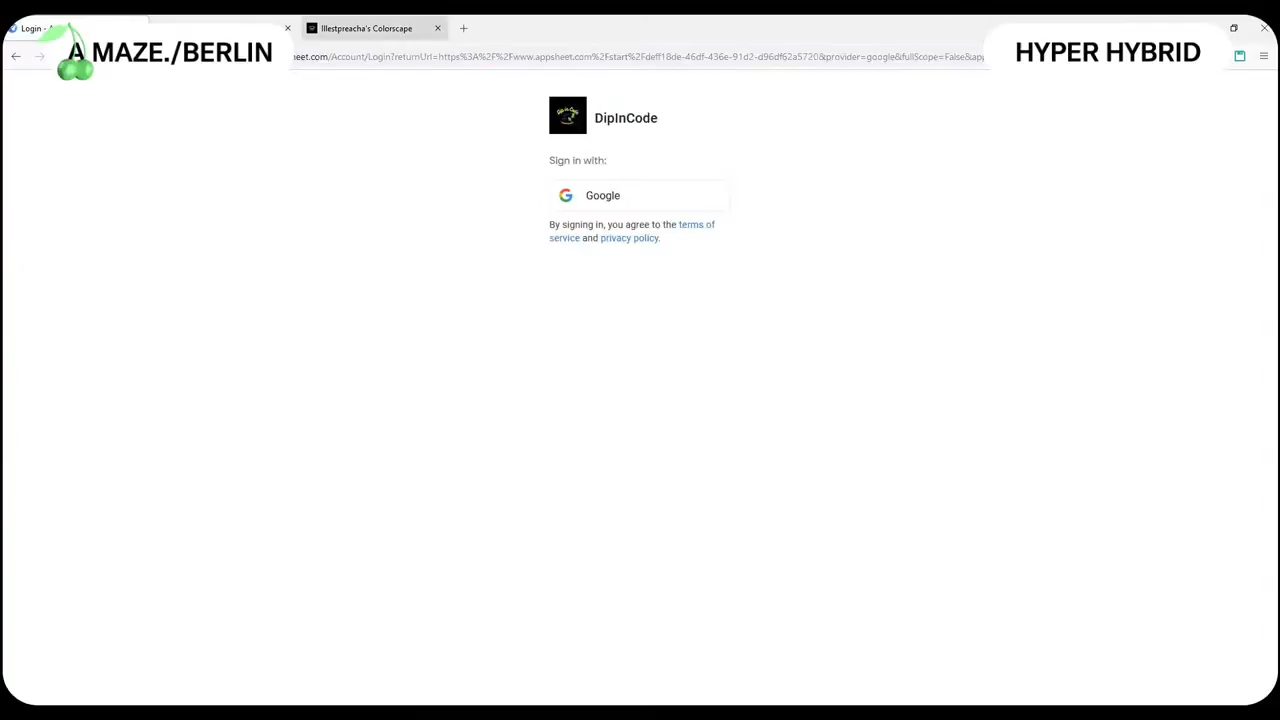 Login - A
Illestpreacha's Colorscape
A MAZE./BERLIN
HYPER HYBRID
heet.com/Account/Login?returnUrl=https%3A%2F%2Fwww.appsheet.com%2Fstart%2Fdeff18de-46df-436e-91d2-d96df62a5720&provider=google&fullScope=False&app
DipInCode
Sign in with:
Google
By signing in, you agree to the terms of
service and privacy policy.